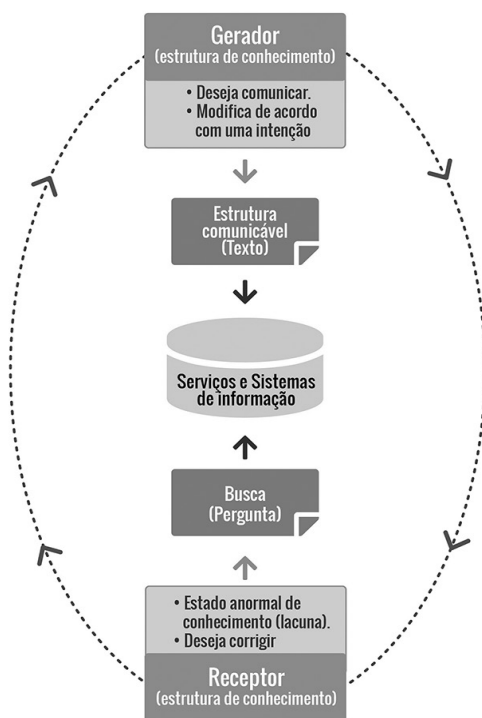 Gerador
(estrutura de conhecimento)
• Deseja comunicar.
• Modifica de acordo
com uma intenção
Estrutura
comunicável
(Texto)
Serviços e Sistemas
de informação
Busca
(Pergunta)
• Estado anormal de
conhecimento (lacuna).
• Deseja corrigir
Receptor
(estrutura de conhecimento)